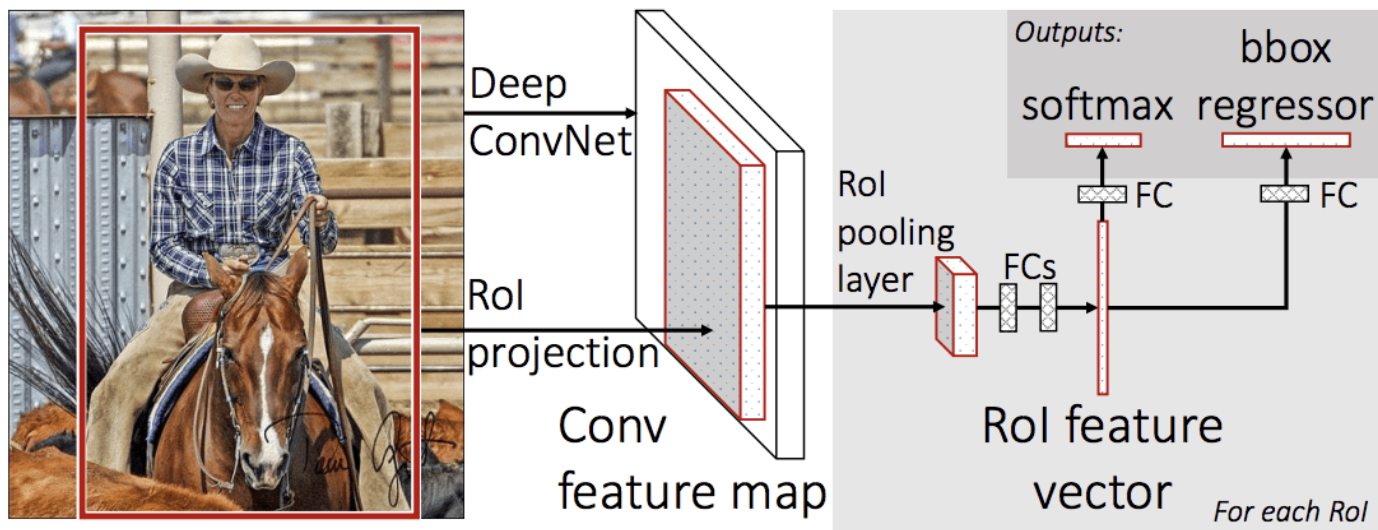 Deep
ConvNet
RoI
projection
Conv
feature map
RoI
pooling
layer
FCs
RoI feature
vector
Outputs:
softmax
bbox
regressor
FC
FC
For each RoI